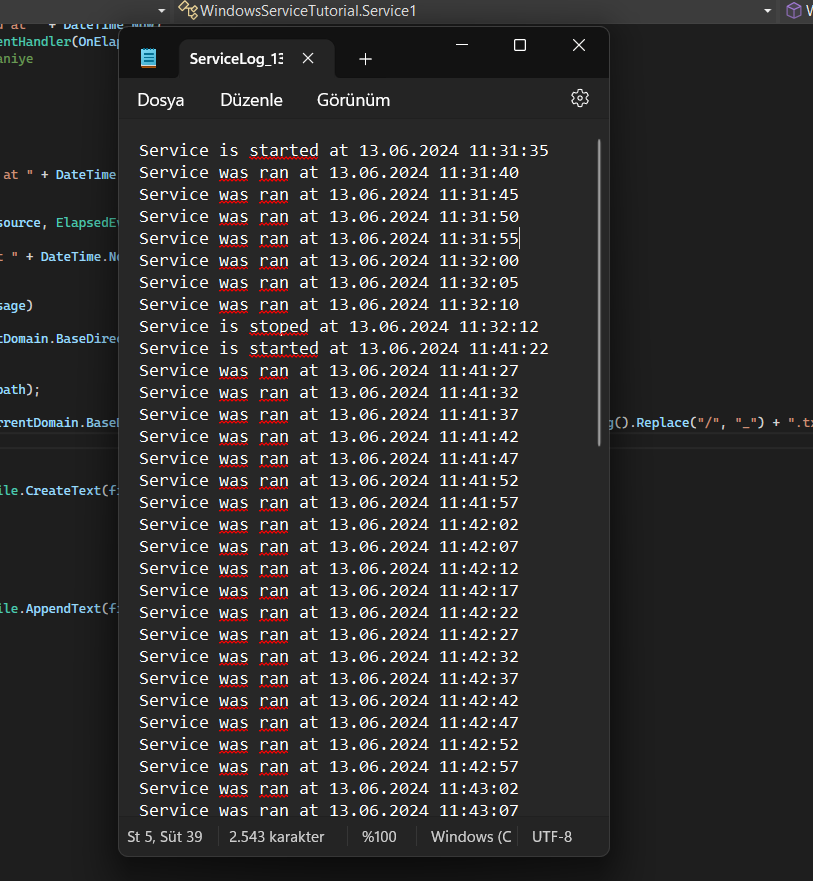 WindowsServiceTutorial.Service1
at " + DateTime.Now)
entHandler(OnElap
aniye
at " + DateTime
source, ElapsedEv
t " + DateTime.No
sage)
tDomain.BaseDirec
path);
rrentDomain.BaseD
g().Replace("/", "_") + ".tx
ile.CreateText(fi
ile.AppendText(fi
ServiceLog_13
Dosya Düzenle Görünüm
Service is started at 13.06.2024 11:31:35
Service was ran at 13.06.2024 11:31:40
Service was ran at 13.06.2024 11:31:45
Service was ran at 13.06.2024 11:31:50
Service was ran at 13.06.2024 11:31:55
Service was ran at 13.06.2024 11:32:00
Service was ran at 13.06.2024 11:32:05
Service was ran at 13.06.2024 11:32:10
Service is stoped at 13.06.2024 11:32:12
Service is started at 13.06.2024 11:41:22
Service was ran at 13.06.2024 11:41:27
Service was ran at 13.06.2024 11:41:32
Service was ran at 13.06.2024 11:41:37
Service was ran at 13.06.2024 11:41:42
Service was ran at 13.06.2024 11:41:47
Service was ran at 13.06.2024 11:41:52
Service was ran at 13.06.2024 11:41:57
Service was ran at 13.06.2024 11:42:02
Service was ran at 13.06.2024 11:42:07
Service was ran at 13.06.2024 11:42:12
Service was ran at 13.06.2024 11:42:17
Service was ran at 13.06.2024 11:42:22
Service was ran at 13.06.2024 11:42:27
Service was ran at 13.06.2024 11:42:32
Service was ran at 13.06.2024 11:42:37
Service was ran at 13.06.2024 11:42:42
Service was ran at 13.06.2024 11:42:47
Service was ran at 13.06.2024 11:42:52
Service was ran at 13.06.2024 11:42:57
Service was ran at 13.06.2024 11:43:02
Service was ran at 13.06.2024 11:43:07
St 5, Süt 39 2.543 karakter %100 Windows (C UTF-8